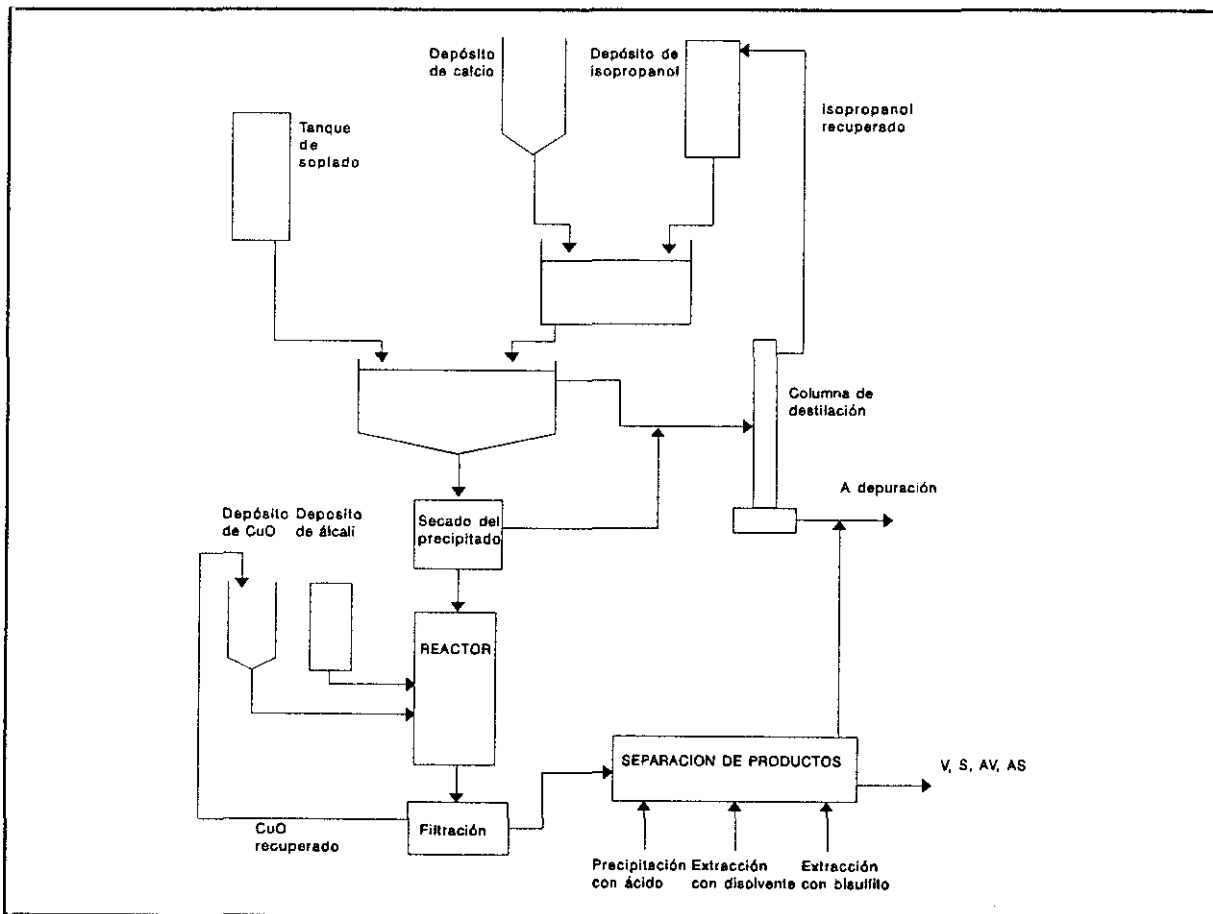 Depósito
de calcio
Depósito de
isopropanol
isopropanol
recuperado
Tanque
de
soplado
Columna de
destilación
A depuración
Secado del
precipitado
Depósito
de CuO
Deposito
de álcali
REACTOR
SEPARACION DE PRODUCTOS
V, S, AV, AS
Filtración
CuO
recuperado
Precipitación
con ácido
Extracción
con disolvente
Extracción
con bisulfito